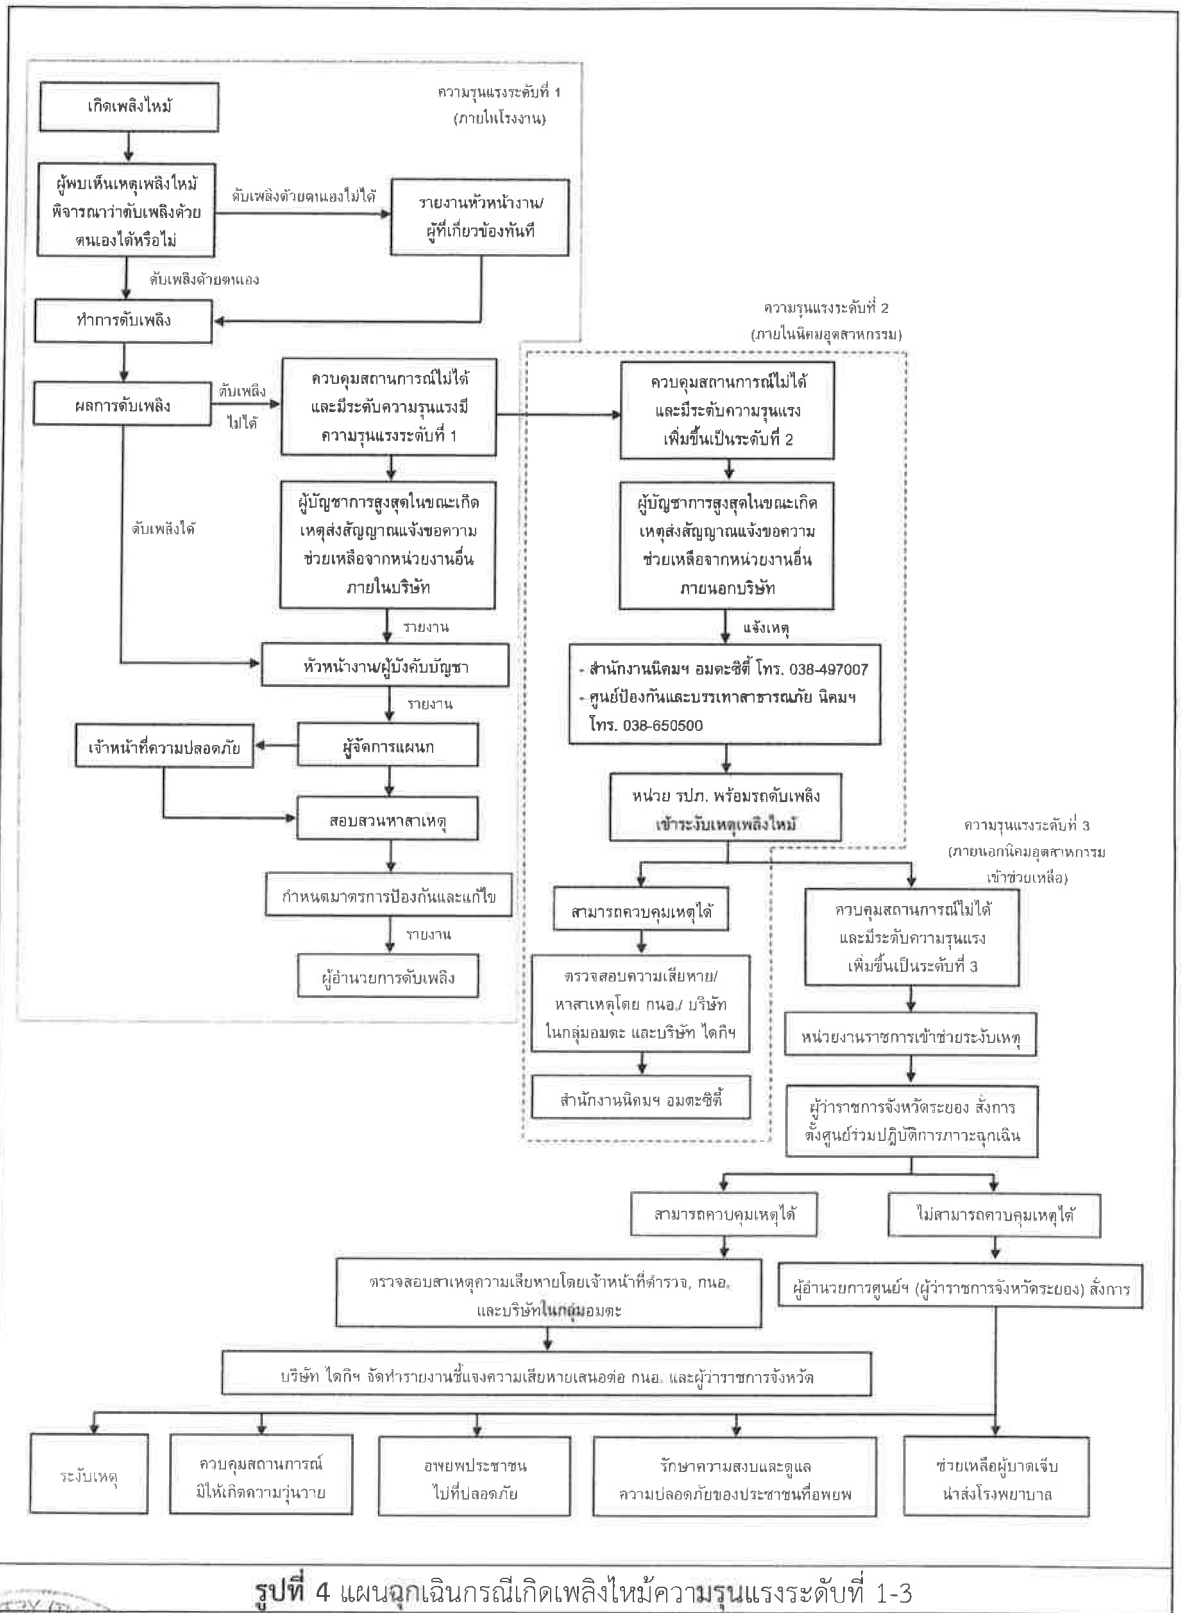 ความรุนแรงระดับที่ 1
(ภายในโรงงาน)
เกิดเพลิงไหม้
ผู้พบเห็นเหตุเพลิงไหม้
พิจารณาว่าดับเพลิงด้วย
ตนเองได้หรือไม่
ดับเพลิงด้วยตนเองไม่ได้
รายงานหัวหน้างาน/
ผู้ที่เกี่ยวข้องทันที
ดับเพลิงด้วยตนเอง
ทำการดับเพลิง
ผลการดับเพลิง
ดับเพลิง
ไม่ได้
ควบคุมสถานการณ์ไม่ได้
และมีระดับความรุนแรงมี
ความรุนแรงระดับที่ 1
ดับเพลิงได้
ผู้บัญชาการสูงสุดในขณะเกิด
เหตุส่งสัญญาณแจ้งขอความ
ช่วยเหลือจากหน่วยงานอื่น
ภายในบริษัท
รายงาน
หัวหน้างาน/ผู้บังคับบัญชา
รายงาน
ผู้จัดการแผนก
เจ้าหน้าที่ความปลอดภัย
สอบสวนหาสาเหตุ
กำหนดมาตรการป้องกันและแก้ไข
รายงาน
ผู้อำนวยการดับเพลิง
ความรุนแรงระดับที่ 2
(ภายในนิคมอุตสาหกรรม)
ควบคุมสถานการณ์ไม่ได้
และมีระดับความรุนแรง
เพิ่มขึ้นเป็นระดับที่ 2
ผู้บัญชาการสูงสุดในขณะเกิด
เหตุส่งสัญญาณแจ้งขอความ
ช่วยเหลือจากหน่วยงานอื่น
ภายนอกบริษัท
แจ้งเหตุ
- สำนักงานนิคมฯ อมตะซิตี้ โทร. 038-497007
- ศูนย์ป้องกันและบรรเทาสาธารณภัย นิคมฯ
โทร. 038-650500
หน่วย รปภ. พร้อมรถดับเพลิง
เข้าระงับเหตุเพลิงไหม้
สามารถควบคุมเหตุได้
ตรวจสอบความเสียหาย/
หาสาเหตุโดย กนอ./ บริษัท
ในกลุ่มอมตะ และบริษัท ไดกิฯ
สำนักงานนิคมฯ อมตะซิตี้
ความรุนแรงระดับที่ 3
(ภายนอกนิคมอุตสาหการม
เข้าช่วยเหลือ)
ควบคุมสถานการณ์ไม่ได้
และมีระดับความรุนแรง
เพิ่มขึ้นเป็นระดับที่ 3
หน่วยงานราชการเข้าช่วยระงับเหตุ
ผู้ว่าราชการจังหวัดระยอง สั่งการ
ตั้งศูนย์ร่วมปฏิบัติการภาวะฉุกเฉิน
สามารถควบคุมเหตุได้
ไม่สามารถควบคุมเหตุได้
ตรวจสอบสาเหตุความเสียหายโดยเจ้าหน้าที่ตำรวจ, กนอ.
และบริษัทในกลุ่มอมตะ
ผู้อำนวยการศูนย์ฯ (ผู้ว่าราชการจังหวัดระยอง) สั่งการ
บริษัท ไดกิฯ จัดทำรายงานชี้แจงความเสียหายเสนอต่อ กนอ. และผู้ว่าราชการจังหวัด
ระงับเหตุ
ควบคุมสถานการณ์
มิให้เกิดความวุ่นวาย
อพยพประชาชน
ไปที่ปลอดภัย
รักษาความสงบและดูแล
ความปลอดภัยของประชาชนที่อพยพ
ช่วยเหลือผู้บาดเจ็บ
นำส่งโรงพยาบาล
รูปที่ 4 แผนฉุกเฉินกรณีเกิดเพลิงไหม้ความรุนแรงระดับที่ 1-3